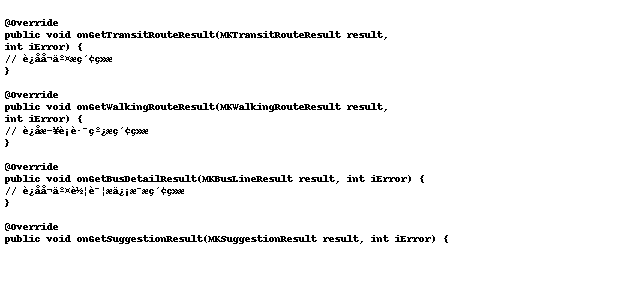 @Override
public void onGetTransitRouteResult(MKTransitRouteResult result,
int iError) {
// è¿åå¬äº¤æç´¢ç»æ
}
@Override
public void onGetWalkingRouteResult(MKWalkingRouteResult result,
int iError) {
// è¿åæ­¥è¡è·¯çº¿æç´¢ç»æ
}
@Override
public void onGetBusDetailResult(MKBusLineResult result, int iError) {
// è¿åå¬äº¤è½¦è¯¦æä¿¡æ¯æç´¢ç»æ
}
@Override
public void onGetSuggestionResult(MKSuggestionResult result, int iError) {